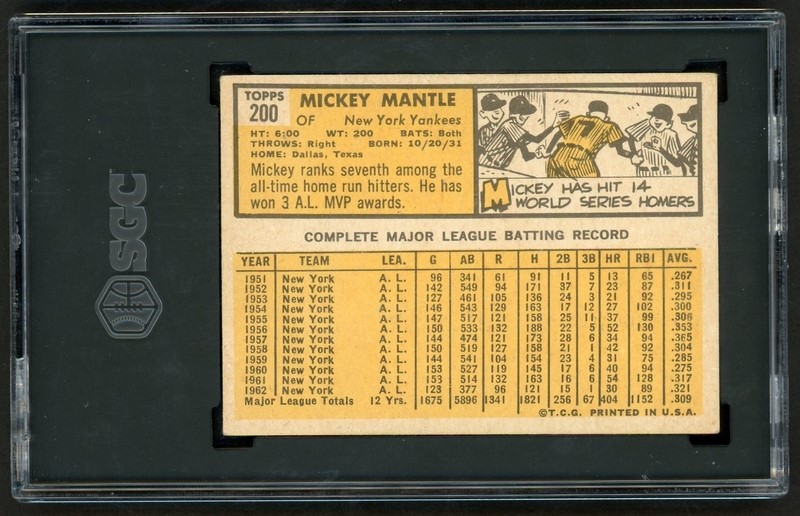 SGC
TOPPS
200
MICKEY MANTLE
OF New York Yankees
HT: 6:00 WT: 200 BATS: Both
THROWS: Right BORN: 10/20/31
HOME: Dallas, Texas
Mickey ranks seventh among the
all-time home run hitters. He has
won 3 A.L. MVP awards.
7
MICKEY HAS HIT 14
WORLD SERIES HOMERS
COMPLETE MAJOR LEAGUE BATTING RECORD
YEAR TEAM LEA. G AB R H 2B 3B HR RBI AVG.
1951 New York A. L. 96 341 61 91 11 5 13 65 .267
1952 New York A. L. 142 549 94 171 37 7 23 87 .311
1953 New York A. L. 127 461 105 136 24 3 21 92 .295
1954 New York A. L. 146 543 129 163 17 12 27 102 .300
1955 New York A. L. 147 517 121 158 25 11 37 99 .306
1956 New York A. L. 150 533 132 188 22 5 52 130 .353
1957 New York A. L. 144 474 121 173 28 6 34 94 .365
1958 New York A. L. 150 519 127 158 21 1 42 92 .304
1959 New York A. L. 144 541 104 154 23 4 31 75 .285
1960 New York A. L. 153 527 119 145 17 6 40 94 .275
1961 New York A. L. 153 514 132 163 16 6 54 128 .317
1962 New York A. L. 123 377 96 121 15 1 30 89 .321
Major League Totals 12 Yrs. 1675 5896 1341 1821 256 67 404 1152 .309
©T.C.G. PRINTED IN U.S.A.